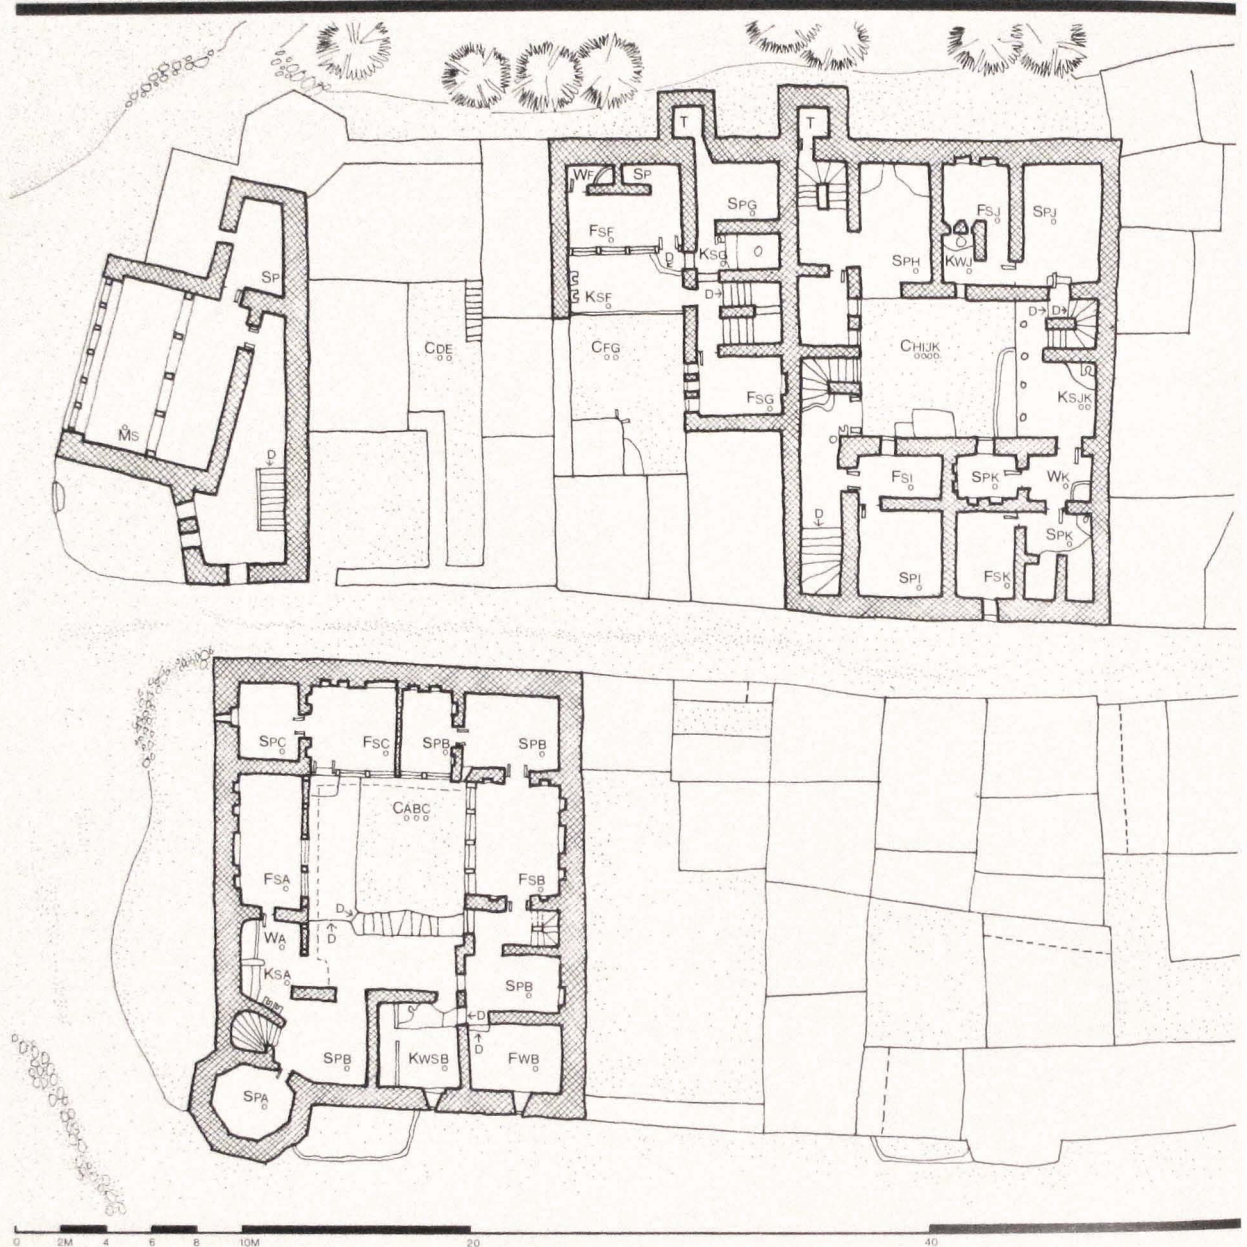 T
T
WF
SP
SPG
FSF
D
KSG
FSJ
SPJ
KWJ
SPH
SP
KSF
D→
D→
D→
CDE
CFG
CHIJK
FSG
KSJK
MS
D
FSI
SPK
WK
SPK
D
SPI
FSK
SPC
FSC
SPB
SPB
CABC
FSA
FSB
D→
D
WA
KSA
SPB
←D
D
SPB
KWSB
FWB
SPA
0 2M 4 6 8 10M 20 40